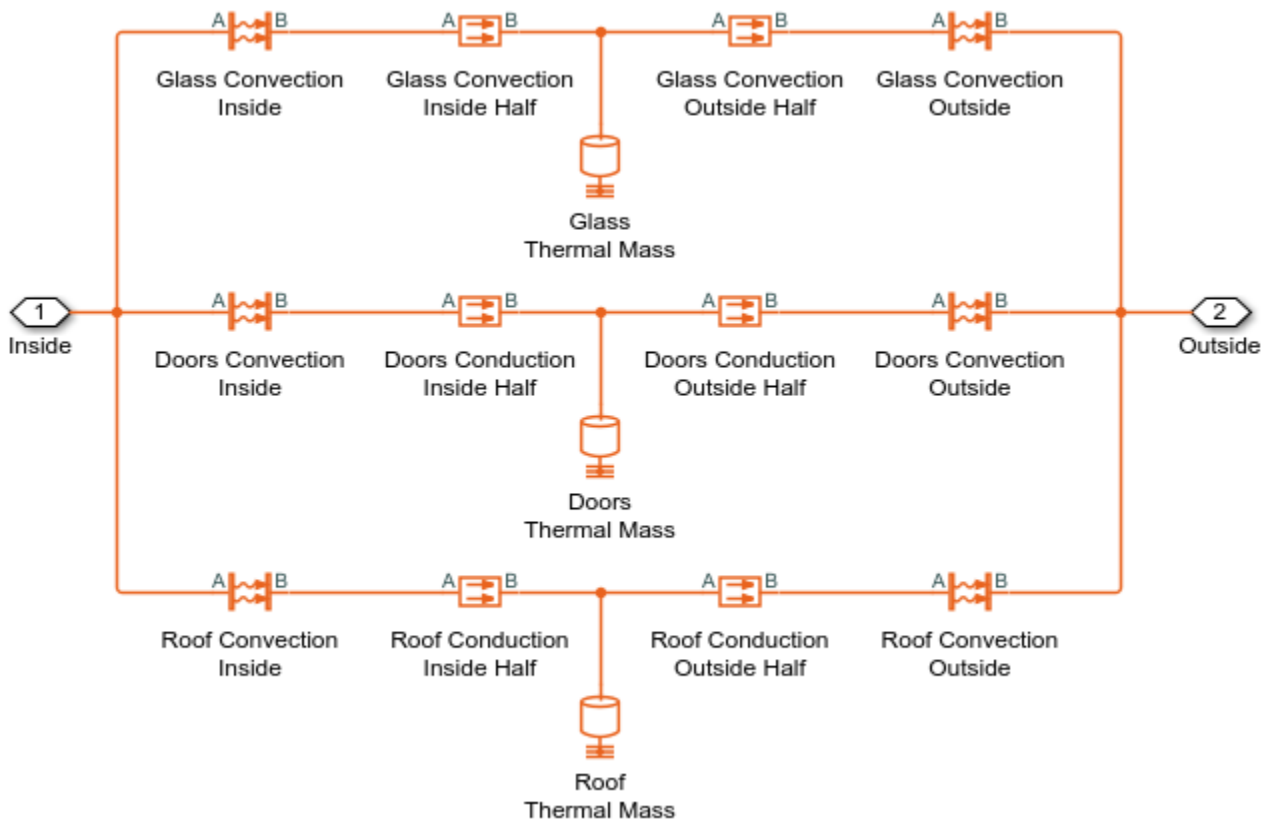 A B A B A B A B
Glass Convection Glass Convection Glass Convection Glass Convection
Inside Inside Half Outside Half Outside
Glass
Thermal Mass
A B A B A B A B
1 2
Inside Outside
Doors Convection Doors Conduction Doors Conduction Doors Convection
Inside Inside Half Outside Half Outside
Doors
Thermal Mass
A B A B A B A B
Roof Convection Roof Conduction Roof Conduction Roof Convection
Inside Inside Half Outside Half Outside
Roof
Thermal Mass